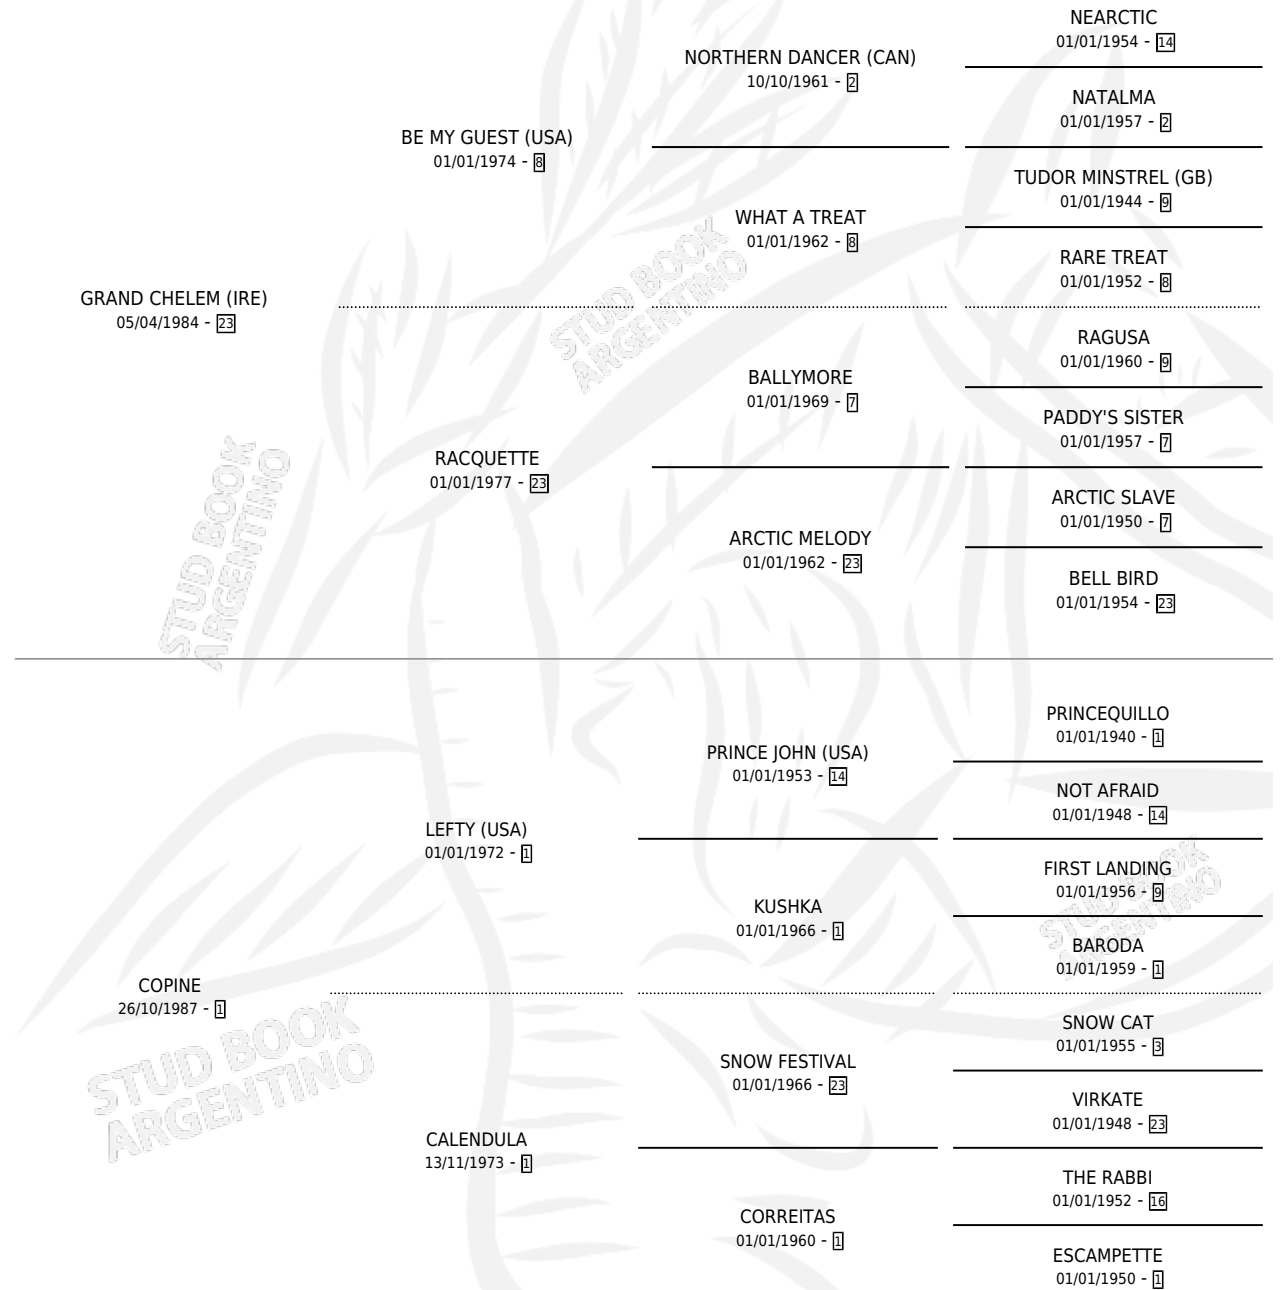 NEARCTIC
01/01/1954 - 14
NORTHERN DANCER (CAN)
10/10/1961 - 2
NATALMA
01/01/1957 - 2
BE MY GUEST (USA)
01/01/1974 - 8
TUDOR MINSTREL (GB)
01/01/1944 - 9
WHAT A TREAT
01/01/1962 - 8
RARE TREAT
01/01/1952 - 8
GRAND CHELEM (IRE)
05/04/1984 - 23
STUD BOOK
ARGENTINO
RAGUSA
01/01/1960 - 9
BALLYMORE
01/01/1969 - 7
PADDY'S SISTER
01/01/1957 - 7
RACQUETTE
01/01/1977 - 23
ARCTIC SLAVE
01/01/1950 - 7
ARCTIC MELODY
01/01/1962 - 23
BELL BIRD
01/01/1954 - 23
STUD BOOK
ARGENTINO
PRINCEQUILLO
01/01/1940 - 1
PRINCE JOHN (USA)
01/01/1953 - 14
NOT AFRAID
01/01/1948 - 14
LEFTY (USA)
01/01/1972 - 1
FIRST LANDING
01/01/1956 - 9
KUSHKA
01/01/1966 - 1
STUD BOOK
ARGENTINO
BARODA
01/01/1959 - 1
COPINE
26/10/1987 - 1
SNOW CAT
01/01/1955 - 3
SNOW FESTIVAL
01/01/1966 - 23
STUD BOOK
ARGENTINO
VIRKATE
01/01/1948 - 23
CALENDULA
13/11/1973 - 1
THE RABBI
01/01/1952 - 16
CORREITAS
01/01/1960 - 1
ESCAMPETTE
01/01/1950 - 1